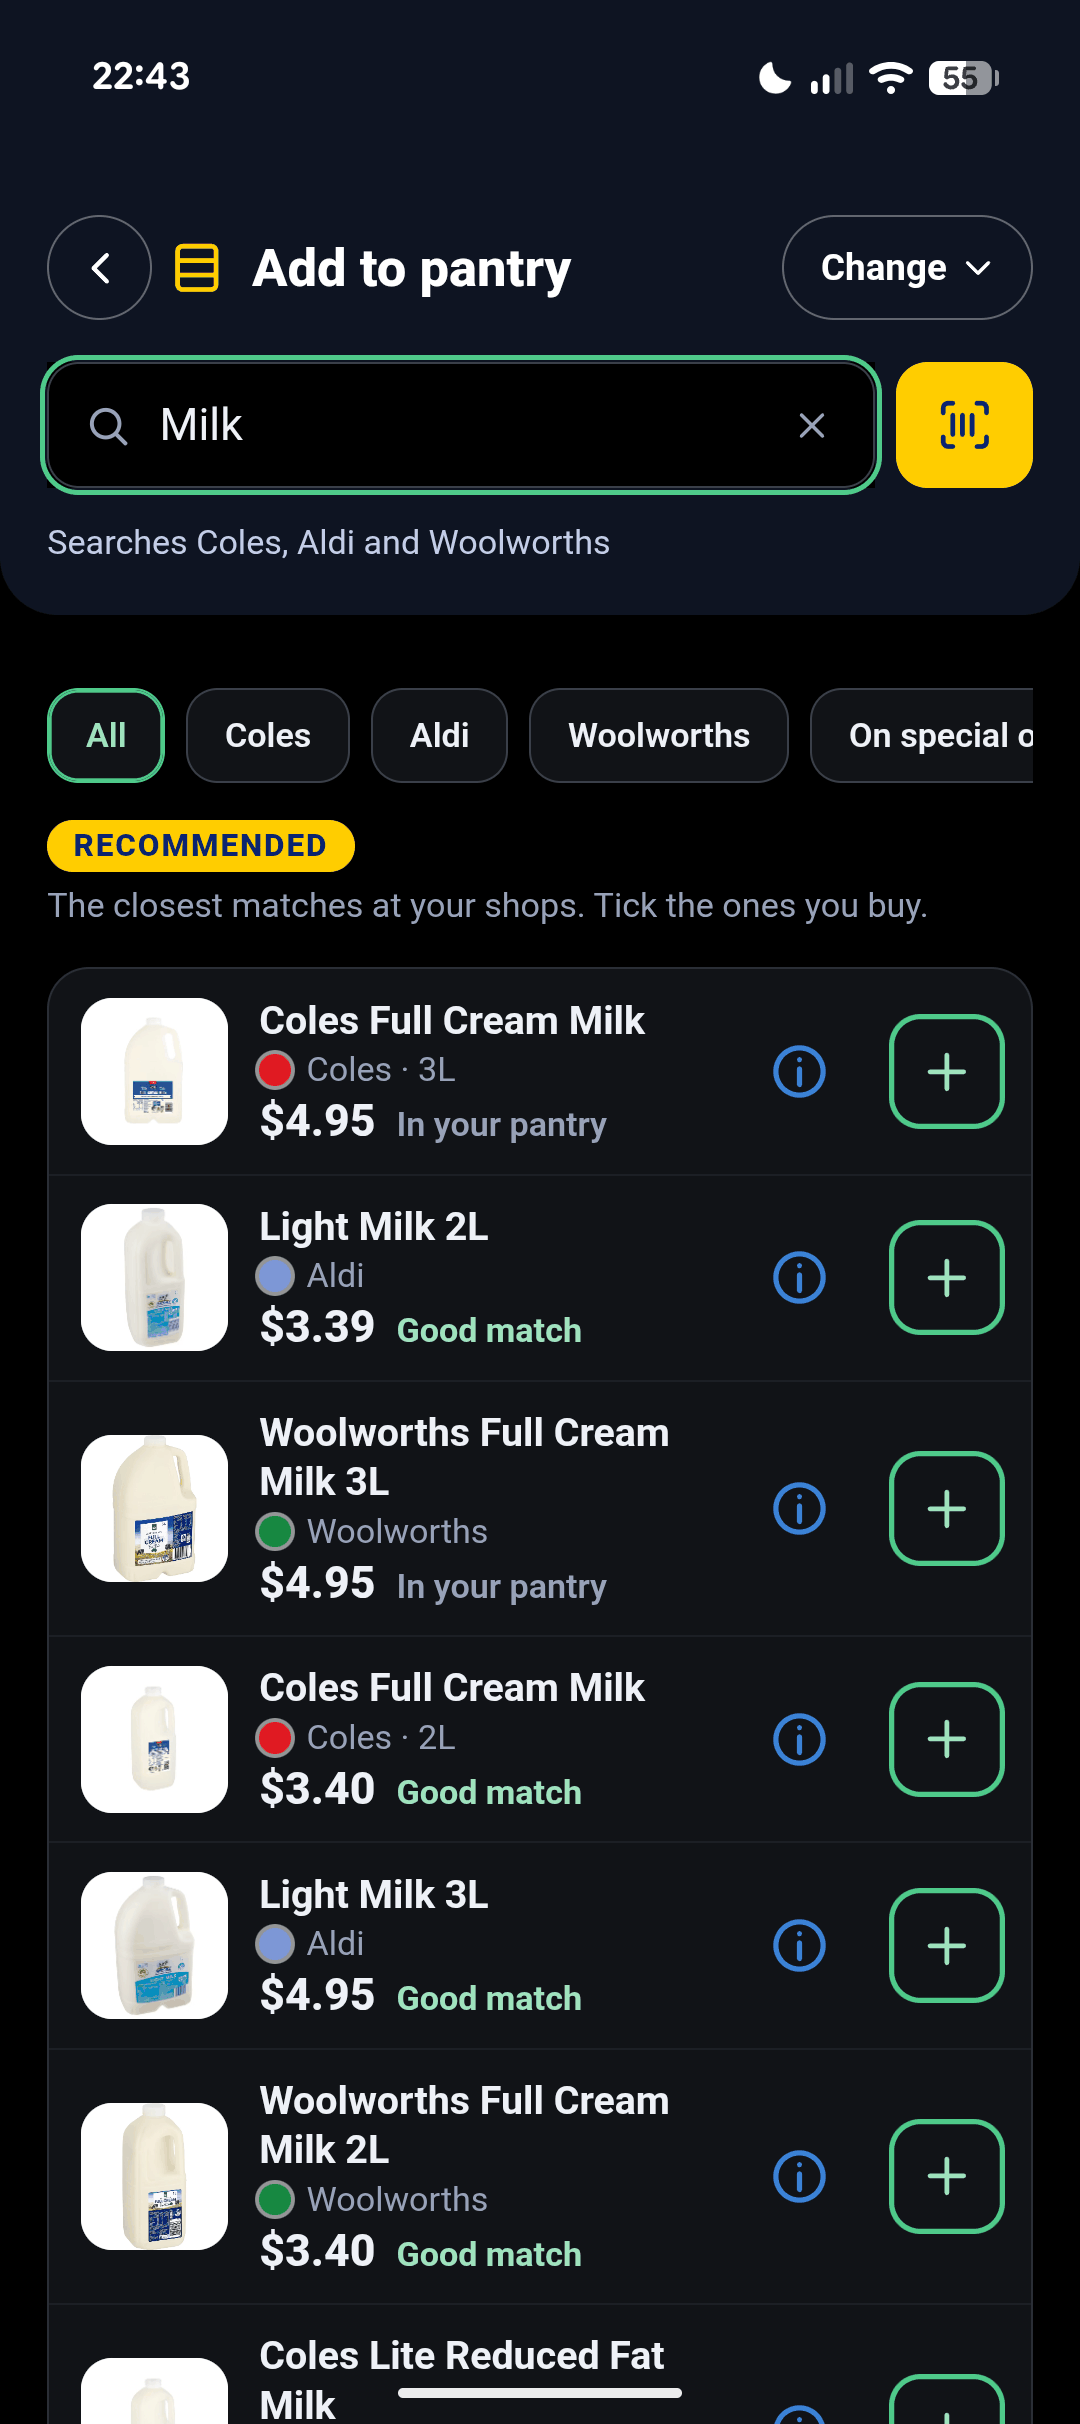 22:43
55
Add to pantry
Change
Milk
Searches Coles, Aldi and Woolworths
All
Coles
Aldi
Woolworths
On special o
RECOMMENDED
The closest matches at your shops. Tick the ones you buy.
Coles Full Cream Milk
Coles · 3L
$4.95 In your pantry
Light Milk 2L
Aldi
$3.39 Good match
Woolworths Full Cream
Milk 3L
Woolworths
$4.95 In your pantry
Coles Full Cream Milk
Coles · 2L
$3.40 Good match
Light Milk 3L
Aldi
$4.95 Good match
Woolworths Full Cream
Milk 2L
Woolworths
$3.40 Good match
Coles Lite Reduced Fat
Milk